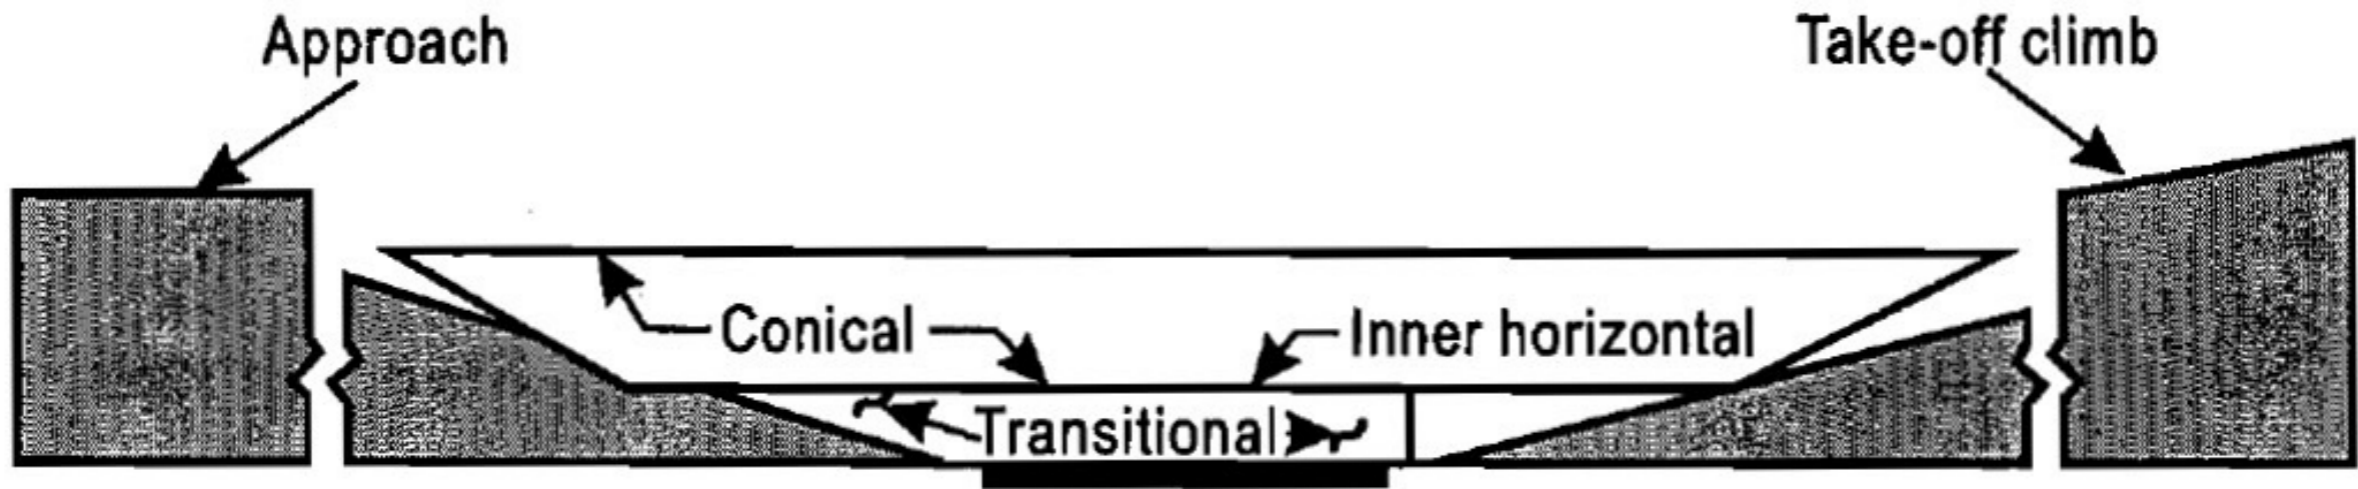 Approach
Take-off climb
Conical
Inner horizontal
Transitional